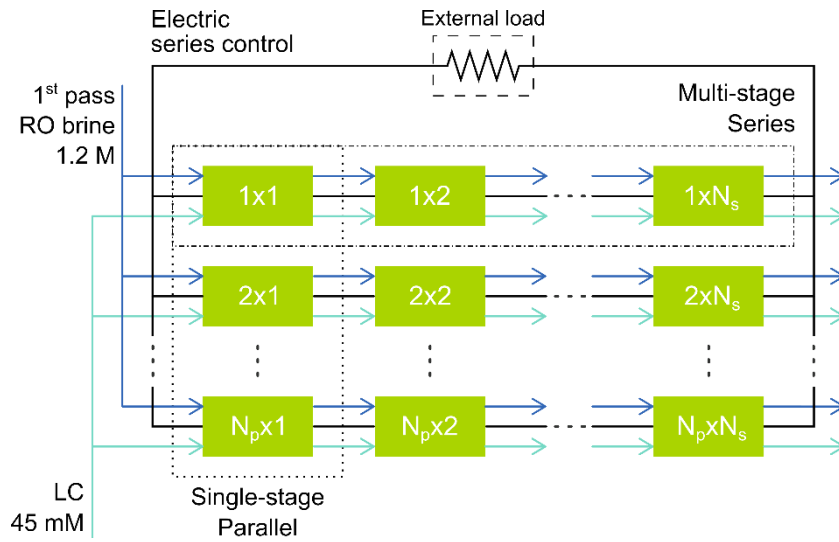 Electric
series control
External load
1st pass
RO brine
1.2 M
Multi-stage
Series
1x1
1x2
1xNs
2x1
2x2
2xNs
Npx1
Npx2
NpxNs
LC
45 mM
Single-stage
Parallel